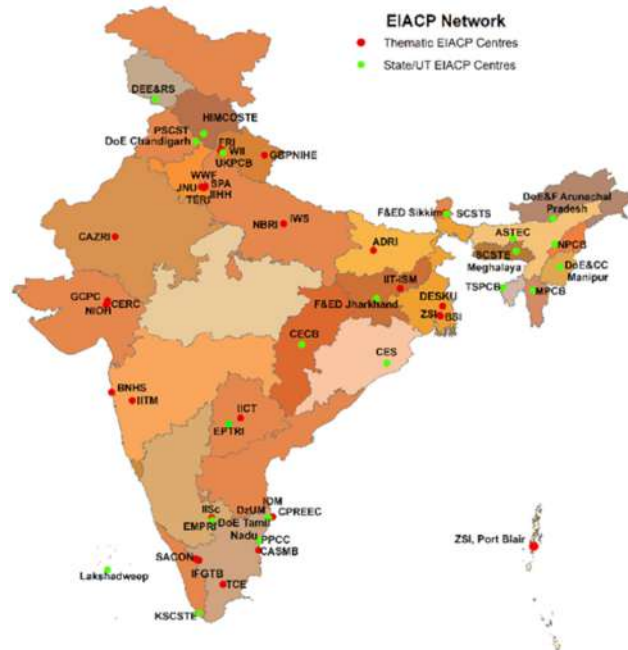 EIACP Network
Thematic EIACP Centres
State/UT EIACP Centres
DEE&RS
HIMCOSTE
PSCST
DoE Chandigarh
FRI
WII
UKPCB
GBPNIHE
WWF
SPA
JNU
IIHH
TERI
DoE&F Arunachal
Pradesh
F&ED Sikkim
SCSTS
CAZRI
NBRI
IWS
ASTEC
NPCB
ADRI
SCSTE
Meghalaya
DoE&CC
Manipur
IIT-ISM
TSPCB
MPCB
GCPC
CERC
NIOH
F&ED Jharkhand
DESKU
ZSI
BSI
CECB
CES
BNHS
IITM
IICT
EPTRI
IOM
IISc
DzUM
CPREEC
EMPRI
DoE Tamil
Nadu
PPCC
CASMB
ZSI, Port Blair
SACON
Lakshadweep
IFGTB
TCE
KSCSTE